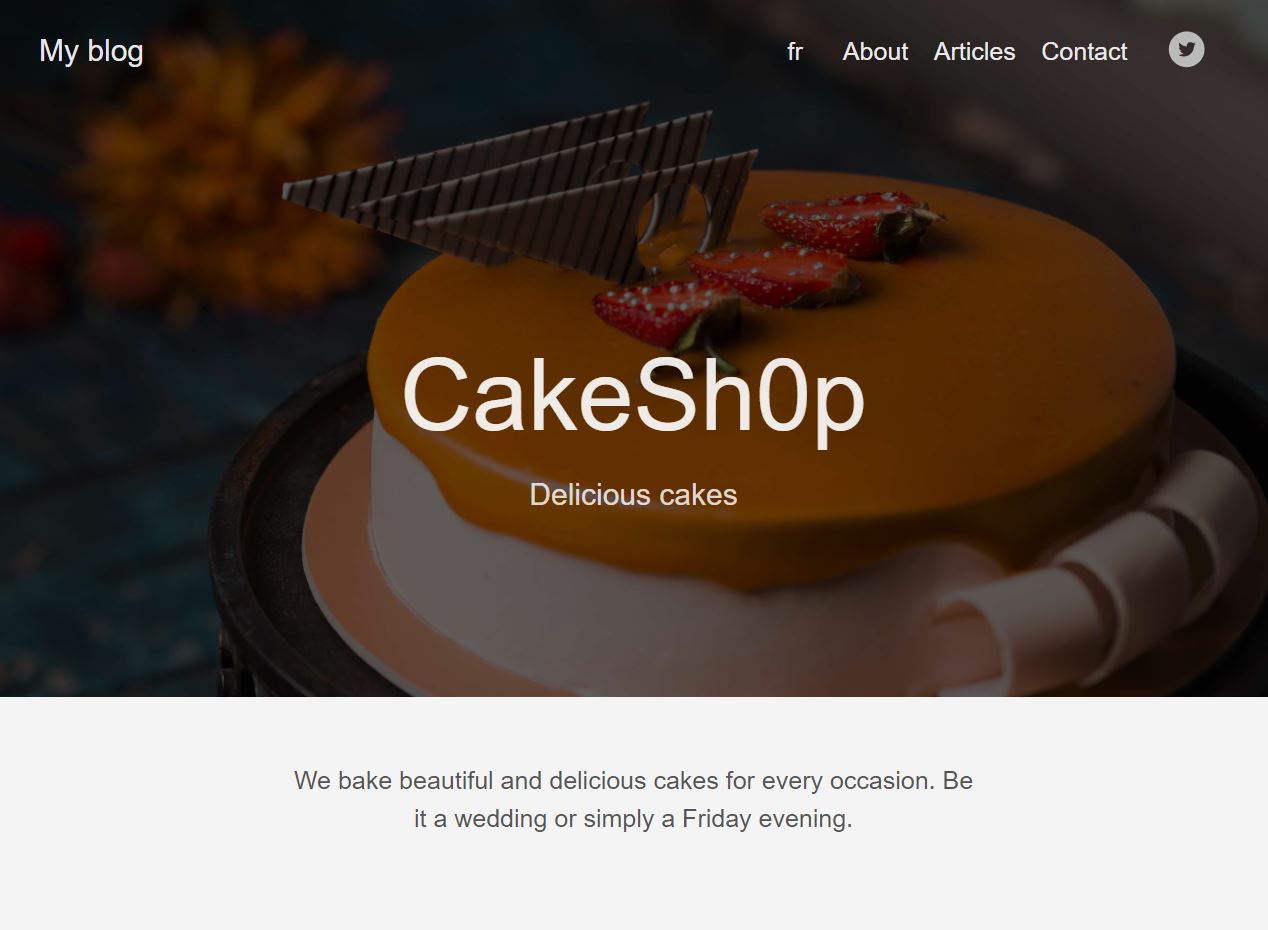 My blog
fr About Articles Contact
CakeSh0p
Delicious cakes
We bake beautiful and delicious cakes for every occasion. Be
it a wedding or simply a Friday evening.